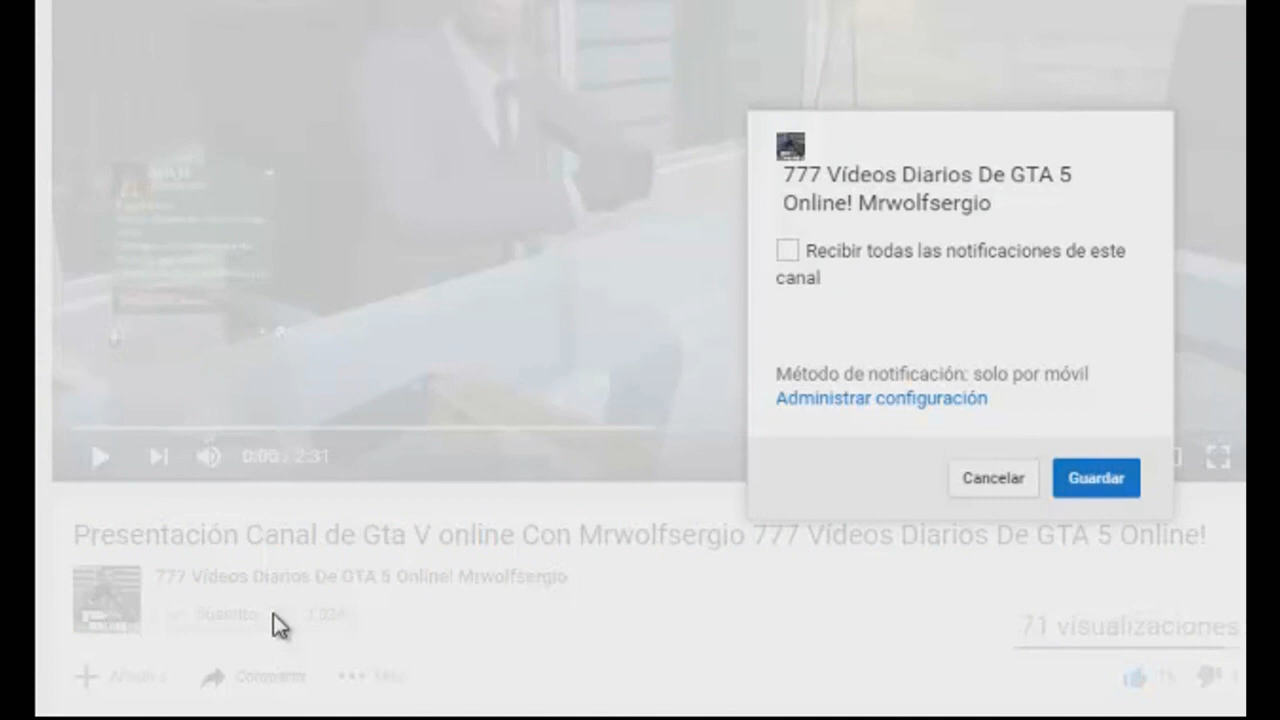 777 Vídeos Diarios De GTA 5
Online! Mrwolfsergio
Recibir todas las notificaciones de este
canal
Método de notificación: solo por móvil
Administrar configuración
Cancelar
Guardar
0:00 / 2:31
Presentación Canal de Gta V online Con Mrwolfsergio 777 Vídeos Diarios De GTA 5 Online!
777 Vídeos Diarios De GTA 5 Online! Mrwolfsergio
Suscrito
71 visualizaciones
Compartir